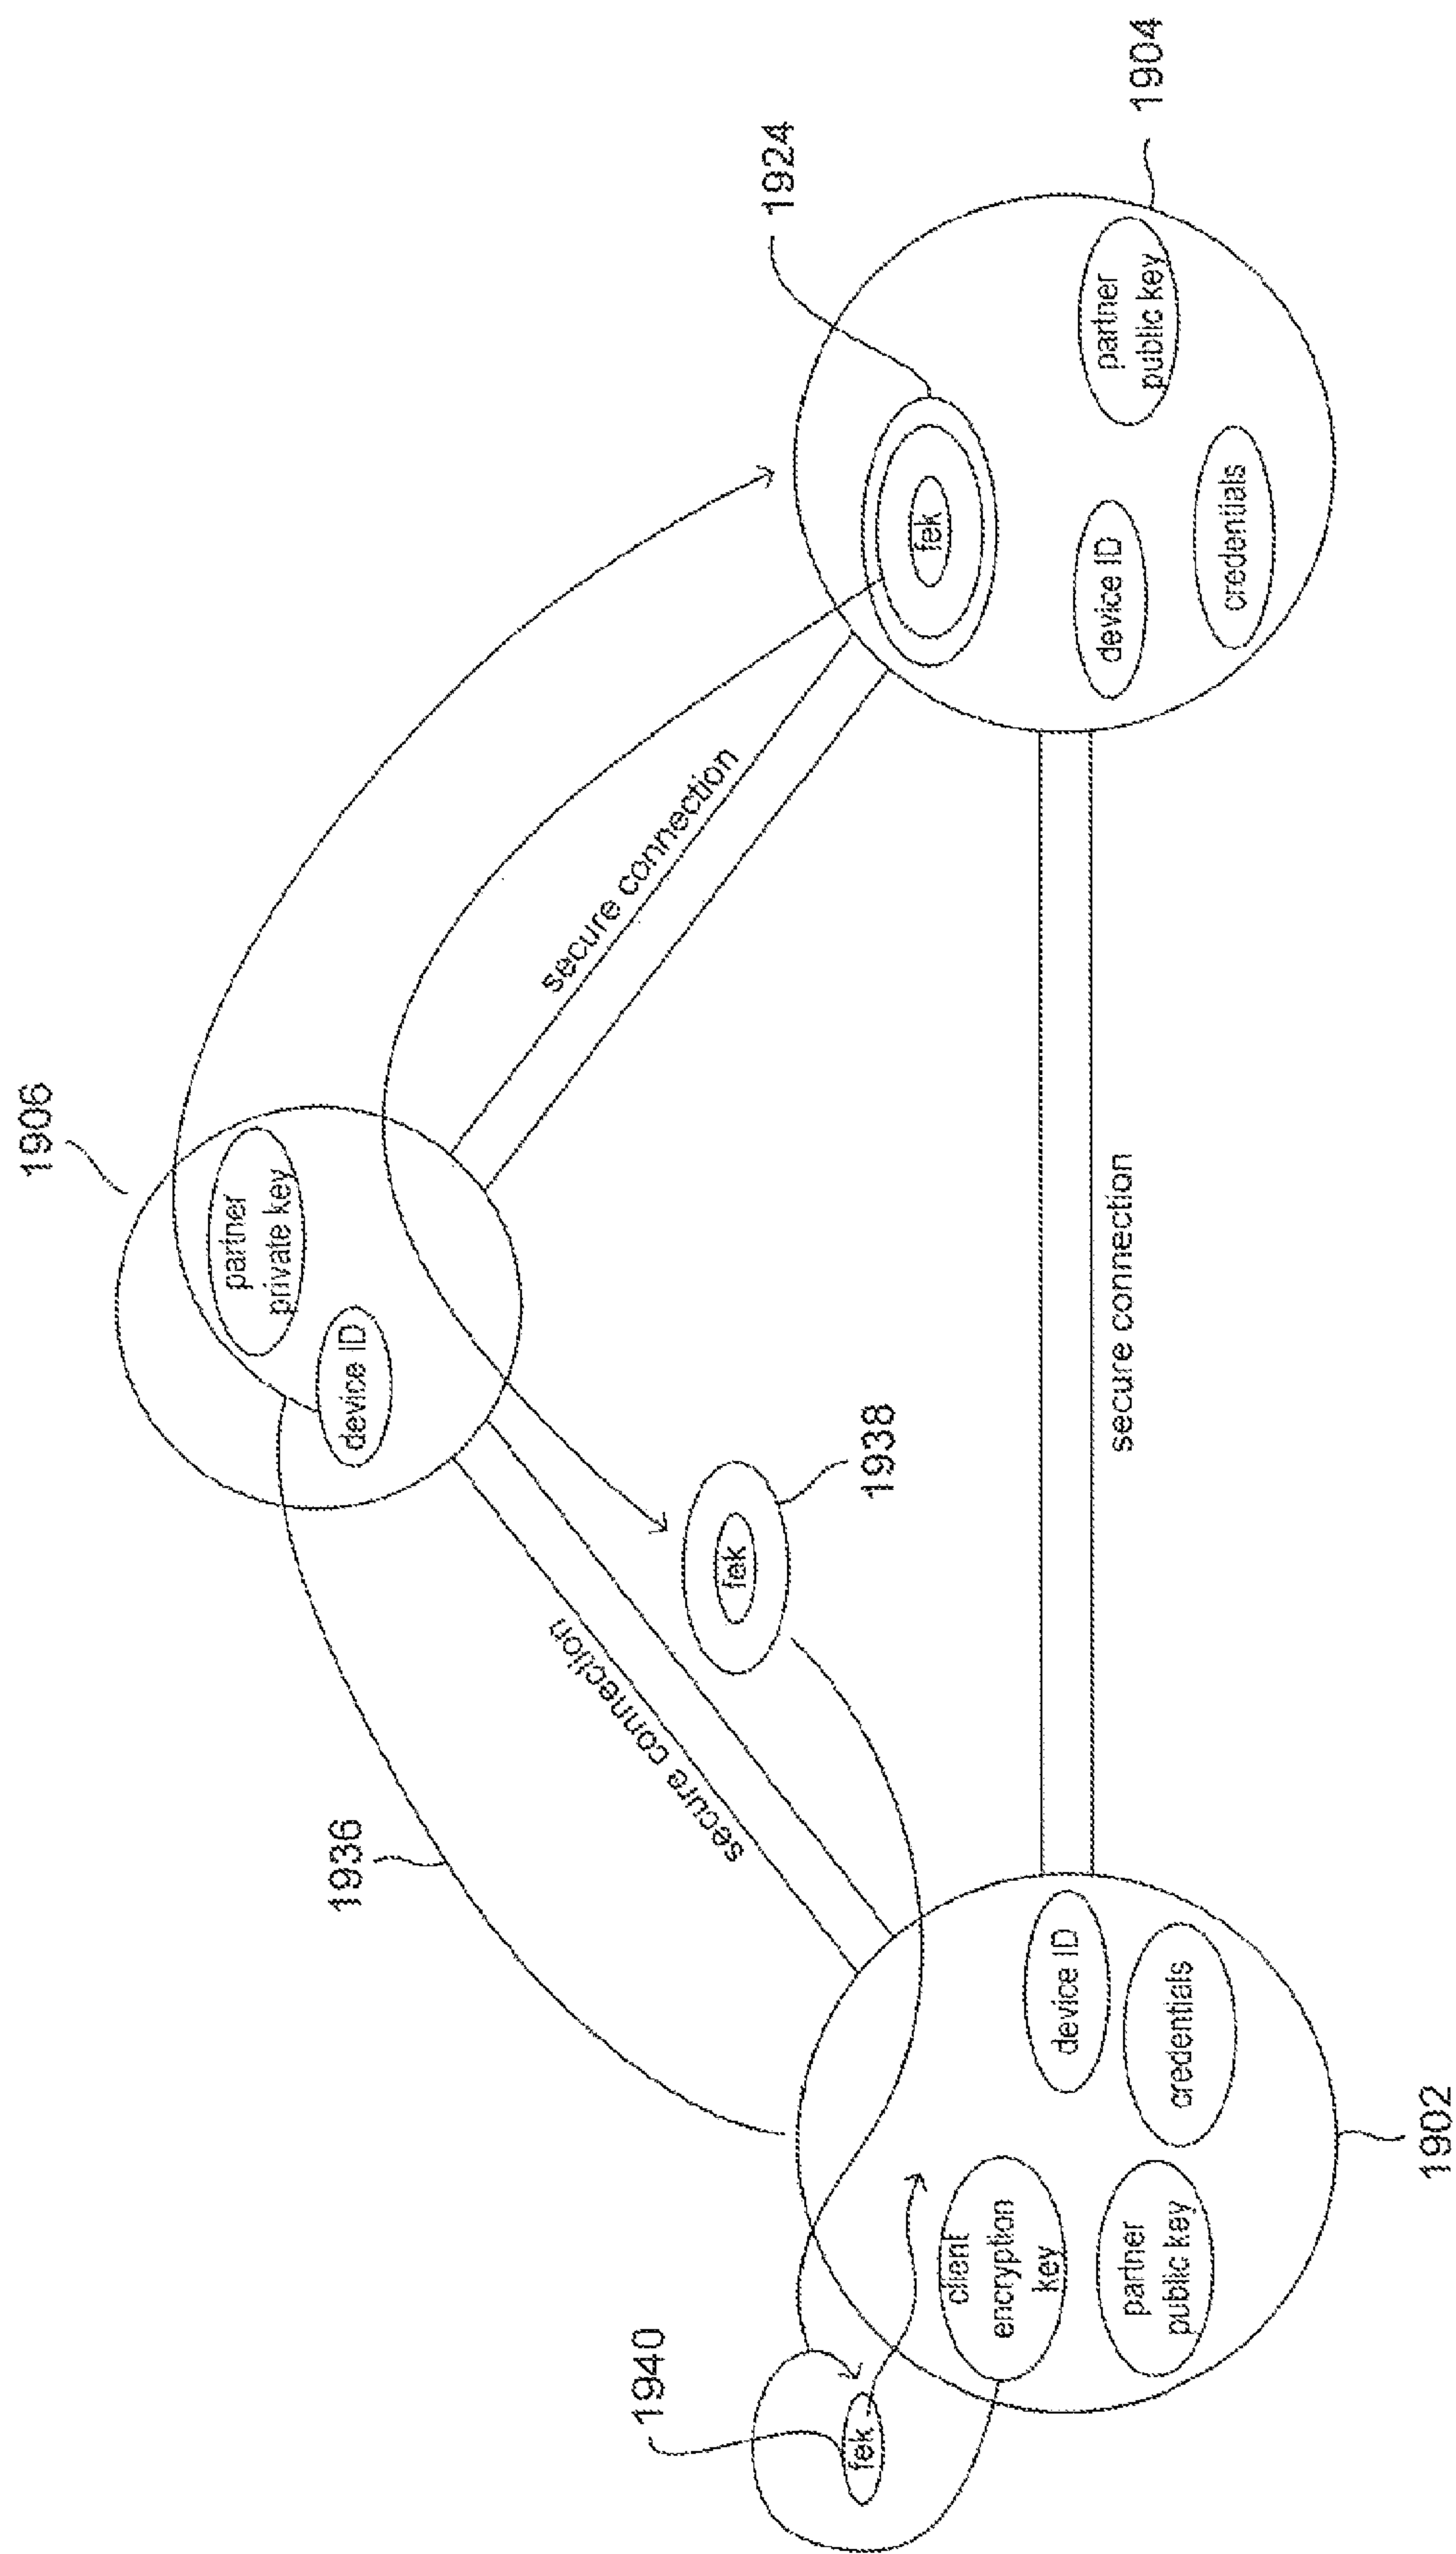 1906
partner
private key
device ID
1936
secure connection
secure connection
fek
1938
1924
fek
device ID
partner
public key
credentials
1904
secure connection
1940
fek
client
encryption
key
device ID
partner
public key
credentials
1902